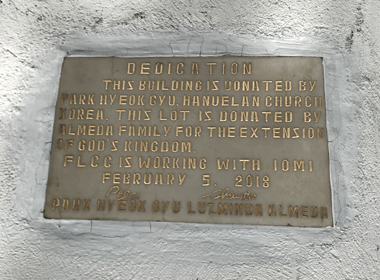 DEDICATION
THIS BUILDING IS DONATED BY
PARK HYEOK GYU, HANUELAN CHURCH
KOREA. THIS LOT IS DONATED BY
ALMEDA FAMILY FOR THE EXTENSION
OF GOD'S KINGDOM.
FLCC IS WORKING WITH IOMI
FEBRUARY 5, 2018
PARK HYEOK GYU LUZMINDA ALMEDA